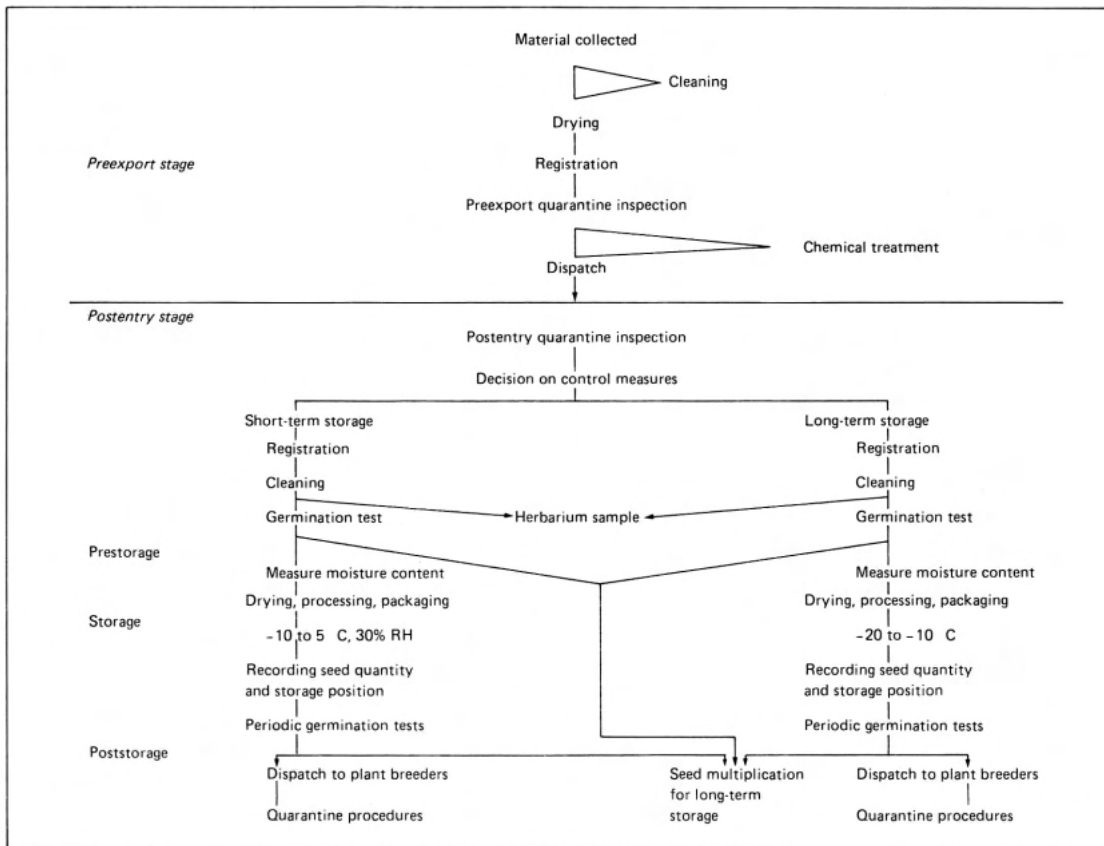 Material collected
Cleaning
Drying
Preexport stage
Registration
Preexport quarantine inspection
Chemical treatment
Dispatch
Postentry stage
Postentry quarantine inspection
Decision on control measures
Short-term storage
Long-term storage
Registration
Registration
Cleaning
Cleaning
Germination test
Herbarium sample
Germination test
Prestorage
Measure moisture content
Measure moisture content
Drying, processing, packaging
Drying, processing, packaging
Storage
-10 to 5 C, 30% RH
-20 to -10 C
Recording seed quantity
and storage position
Recording seed quantity
and storage position
Periodic germination tests
Periodic germination tests
Poststorage
Dispatch to plant breeders
Seed multiplication
for long-term
storage
Dispatch to plant breeders
Quarantine procedures
Quarantine procedures